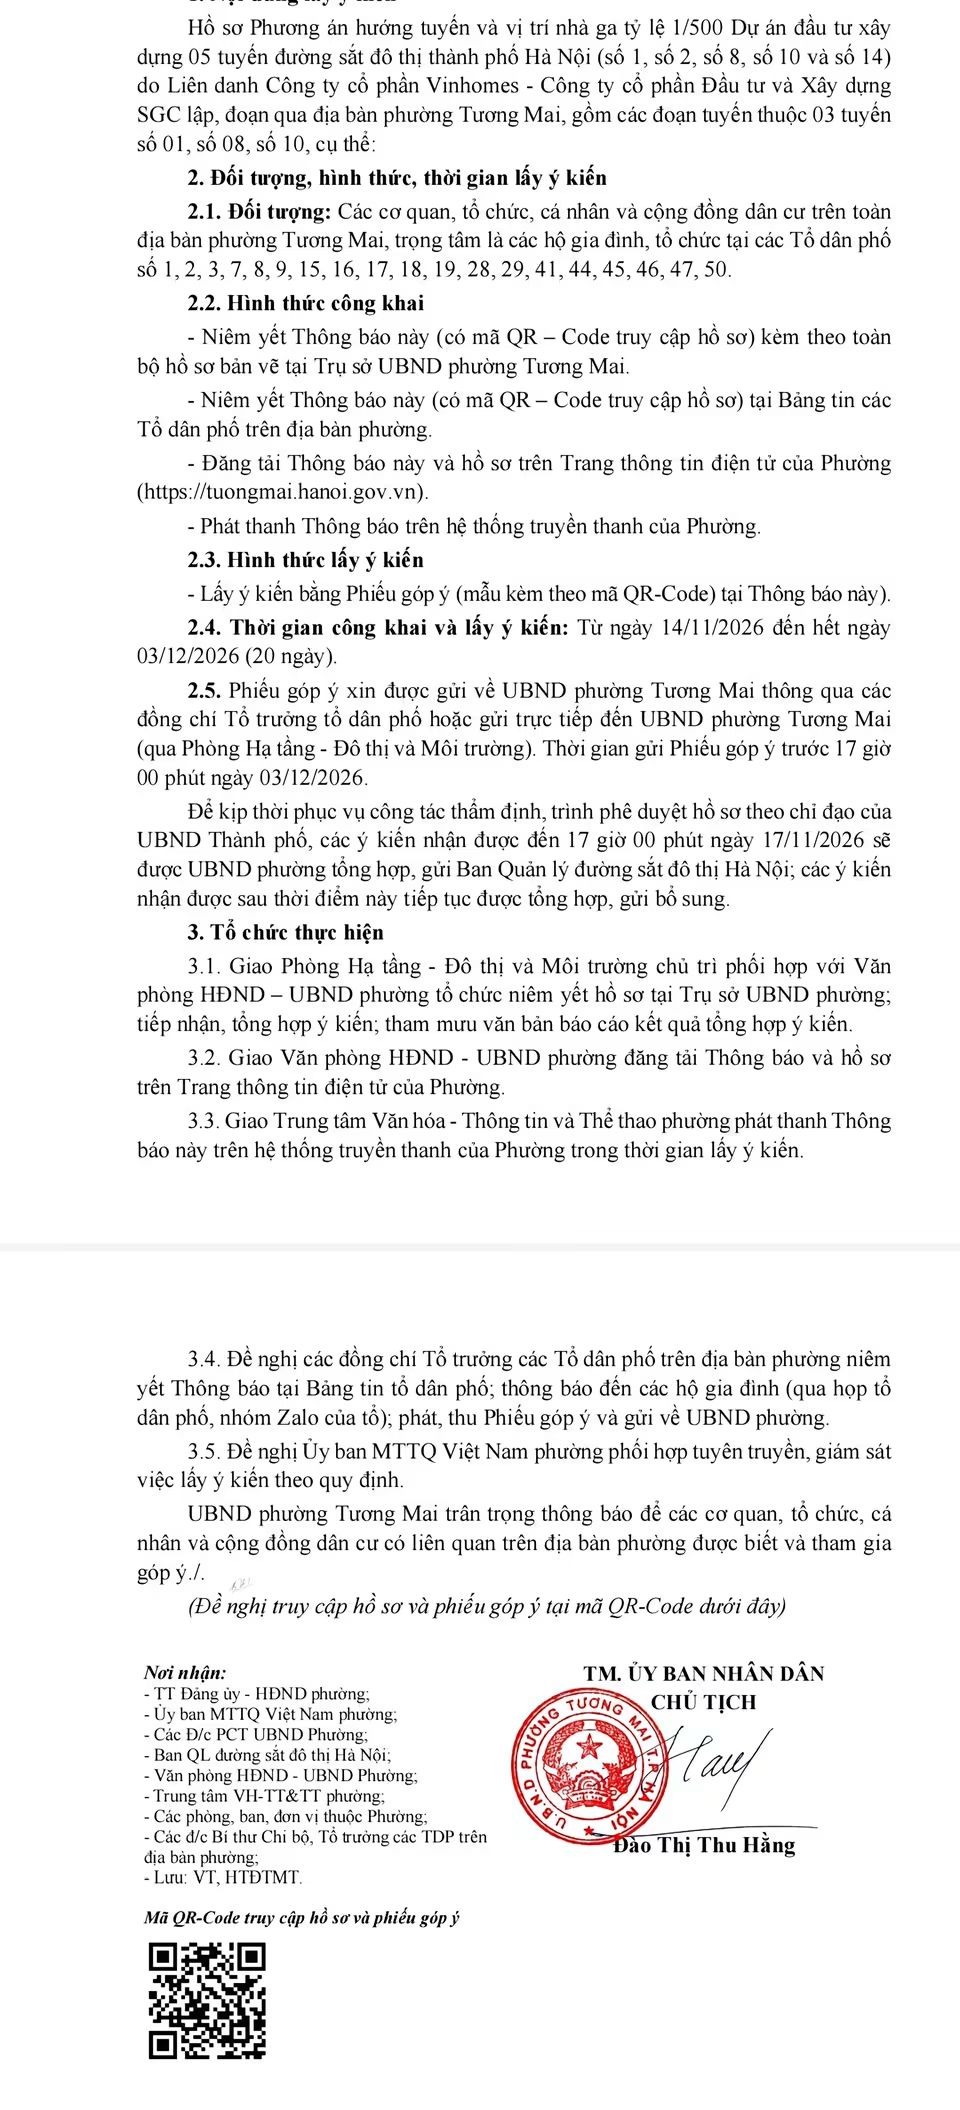 Hồ sơ Phương án hướng tuyến và vị trí nhà ga tỷ lệ 1/500 Dự án đầu tư xây
dựng 05 tuyến đường sắt đô thị thành phố Hà Nội (số 1, số 2, số 8, số 10 và số 14)
do Liên danh Công ty cổ phần Vinhomes - Công ty cổ phần Đầu tư và Xây dựng
SGC lập, đoạn qua địa bàn phường Tương Mai, gồm các đoạn tuyến thuộc 03 tuyến
số 01, số 08, số 10, cụ thể:
2. Đối tượng, hình thức, thời gian lấy ý kiến
2.1. Đối tượng: Các cơ quan, tổ chức, cá nhân và cộng đồng dân cư trên toàn
địa bàn phường Tương Mai, trọng tâm là các hộ gia đình, tổ chức tại các Tổ dân phố
số 1, 2, 3, 7, 8, 9, 15, 16, 17, 18, 19, 28, 29, 41, 44, 45, 46, 47, 50.
2.2. Hình thức công khai
- Niêm yết Thông báo này (có mã QR – Code truy cập hồ sơ) kèm theo toàn
bộ hồ sơ bản vẽ tại Trụ sở UBND phường Tương Mai.
- Niêm yết Thông báo này (có mã QR – Code truy cập hồ sơ) tại Bảng tin các
Tổ dân phố trên địa bàn phường.
- Đăng tải Thông báo này và hồ sơ trên Trang thông tin điện tử của Phường
(https://tuongmai.hanoi.gov.vn).
- Phát thanh Thông báo trên hệ thống truyền thanh của Phường.
2.3. Hình thức lấy ý kiến
- Lấy ý kiến bằng Phiếu góp ý (mẫu kèm theo mã QR-Code) tại Thông báo này).
2.4. Thời gian công khai và lấy ý kiến: Từ ngày 14/11/2026 đến hết ngày
03/12/2026 (20 ngày).
2.5. Phiếu góp ý xin được gửi về UBND phường Tương Mai thông qua các
đồng chí Tổ trưởng tổ dân phố hoặc gửi trực tiếp đến UBND phường Tương Mai
(qua Phòng Hạ tầng - Đô thị và Môi trường). Thời gian gửi Phiếu góp ý trước 17 giờ
00 phút ngày 03/12/2026.
Để kịp thời phục vụ công tác thẩm định, trình phê duyệt hồ sơ theo chỉ đạo của
UBND Thành phố, các ý kiến nhận được đến 17 giờ 00 phút ngày 17/11/2026 sẽ
được UBND phường tổng hợp, gửi Ban Quản lý đường sắt đô thị Hà Nội; các ý kiến
nhận được sau thời điểm này tiếp tục được tổng hợp, gửi bổ sung.
3. Tổ chức thực hiện
3.1. Giao Phòng Hạ tầng - Đô thị và Môi trường chủ trì phối hợp với Văn
phòng HĐND – UBND phường tổ chức niêm yết hồ sơ tại Trụ sở UBND phường;
tiếp nhận, tổng hợp ý kiến; tham mưu văn bản báo cáo kết quả tổng hợp ý kiến.
3.2. Giao Văn phòng HĐND - UBND phường đăng tải Thông báo và hồ sơ
trên Trang thông tin điện tử của Phường.
3.3. Giao Trung tâm Văn hóa - Thông tin và Thể thao phường phát thanh Thông
báo này trên hệ thống truyền thanh của Phường trong thời gian lấy ý kiến.
3.4. Đề nghị các đồng chí Tổ trưởng các Tổ dân phố trên địa bàn phường niêm
yết Thông báo tại Bảng tin tổ dân phố; thông báo đến các hộ gia đình (qua họp tổ
dân phố, nhóm Zalo của tổ); phát, thu Phiếu góp ý và gửi về UBND phường.
3.5. Đề nghị Ủy ban MTTQ Việt Nam phường phối hợp tuyên truyền, giám sát
việc lấy ý kiến theo quy định.
UBND phường Tương Mai trân trọng thông báo để các cơ quan, tổ chức, cá
nhân và cộng đồng dân cư có liên quan trên địa bàn phường được biết và tham gia
góp ý./.
(Đề nghị truy cập hồ sơ và phiếu góp ý tại mã QR-Code dưới đây)
Nơi nhận:
- TT Đảng ủy - HĐND phường;
- Ủy ban MTTQ Việt Nam phường;
- Các Đ/c PCT UBND Phường;
- Ban QL đường sắt đô thị Hà Nội;
- Văn phòng HĐND - UBND Phường;
- Trung tâm VH-TT&TT phường;
- Các phòng, ban, đơn vị thuộc Phường;
- Các đ/c Bí thư Chi bộ, Tổ trưởng các TDP trên
địa bàn phường;
- Lưu: VT, HTĐTMT.
TM. ỦY BAN NHÂN DÂN
CHỦ TỊCH
U.B.N.D PHƯỜNG TƯƠNG MAI T.P HÀ NỘI
Đào Thị Thu Hằng
Mã QR-Code truy cập hồ sơ và phiếu góp ý